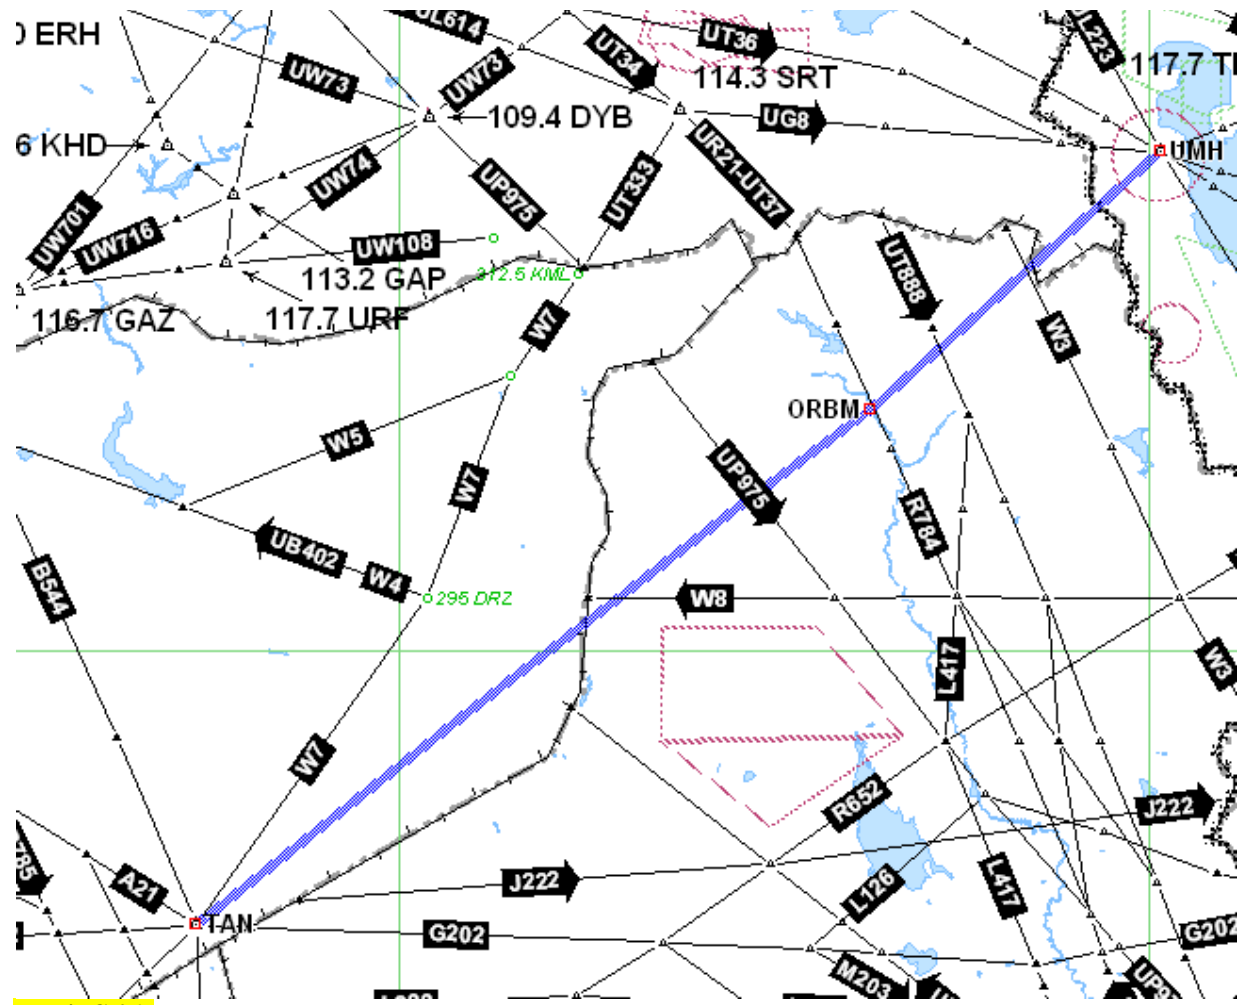 ERH
UL614
UT36
UL223
UW73
UW73
UT34
114.3 SRT
117.7
109.4 DYB
UG8
6 KHD
UMH
UW74
UP975
UT333
UR21-UT37
UW701
UW716
UW108
UT888
113.2 GAP
312.5 KML
116.7 GAZ
117.7 URF
W7
W3
ORBM
W5
W7
UP975
R784
UB402
W4
B544
295 DRZ
W8
L417
W3
W7
R652
J222
A21
J222
L126
L417
TAN
G202
G202
M203